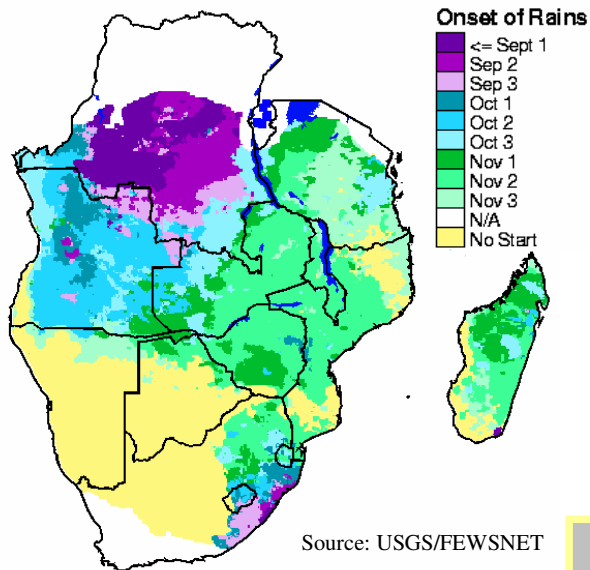 Onset of Rains
<= Sept 1
Sep 2
Sep 3
Oct 1
Oct 2
Oct 3
Nov 1
Nov 2
Nov 3
N/A
No Start
Source: USGS/FEWSNET